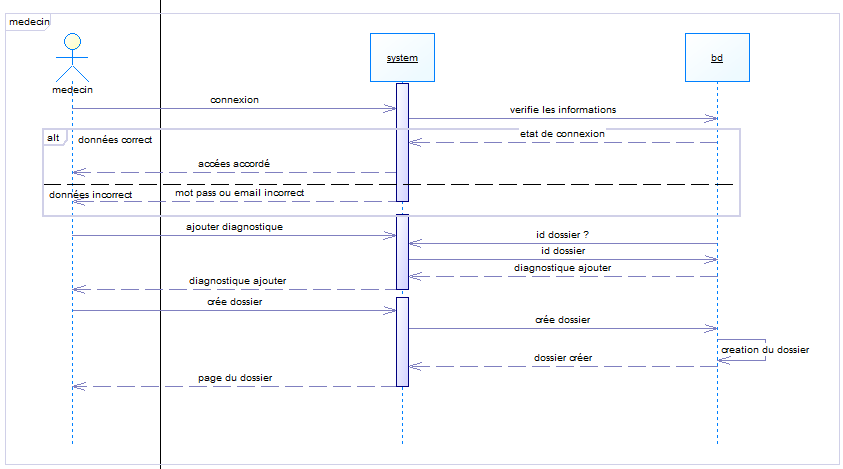 medecin
system
bd
medecin
connexion
verifie les informations
alt
données correct
etat de connexion
accées accordé
données incorrect
mot pass ou email incorrect
ajouter diagnostique
id dossier ?
id dossier
diagnostique ajouter
diagnostique ajouter
crée dossier
crée dossier
creation du dossier
dossier créer
page du dossier